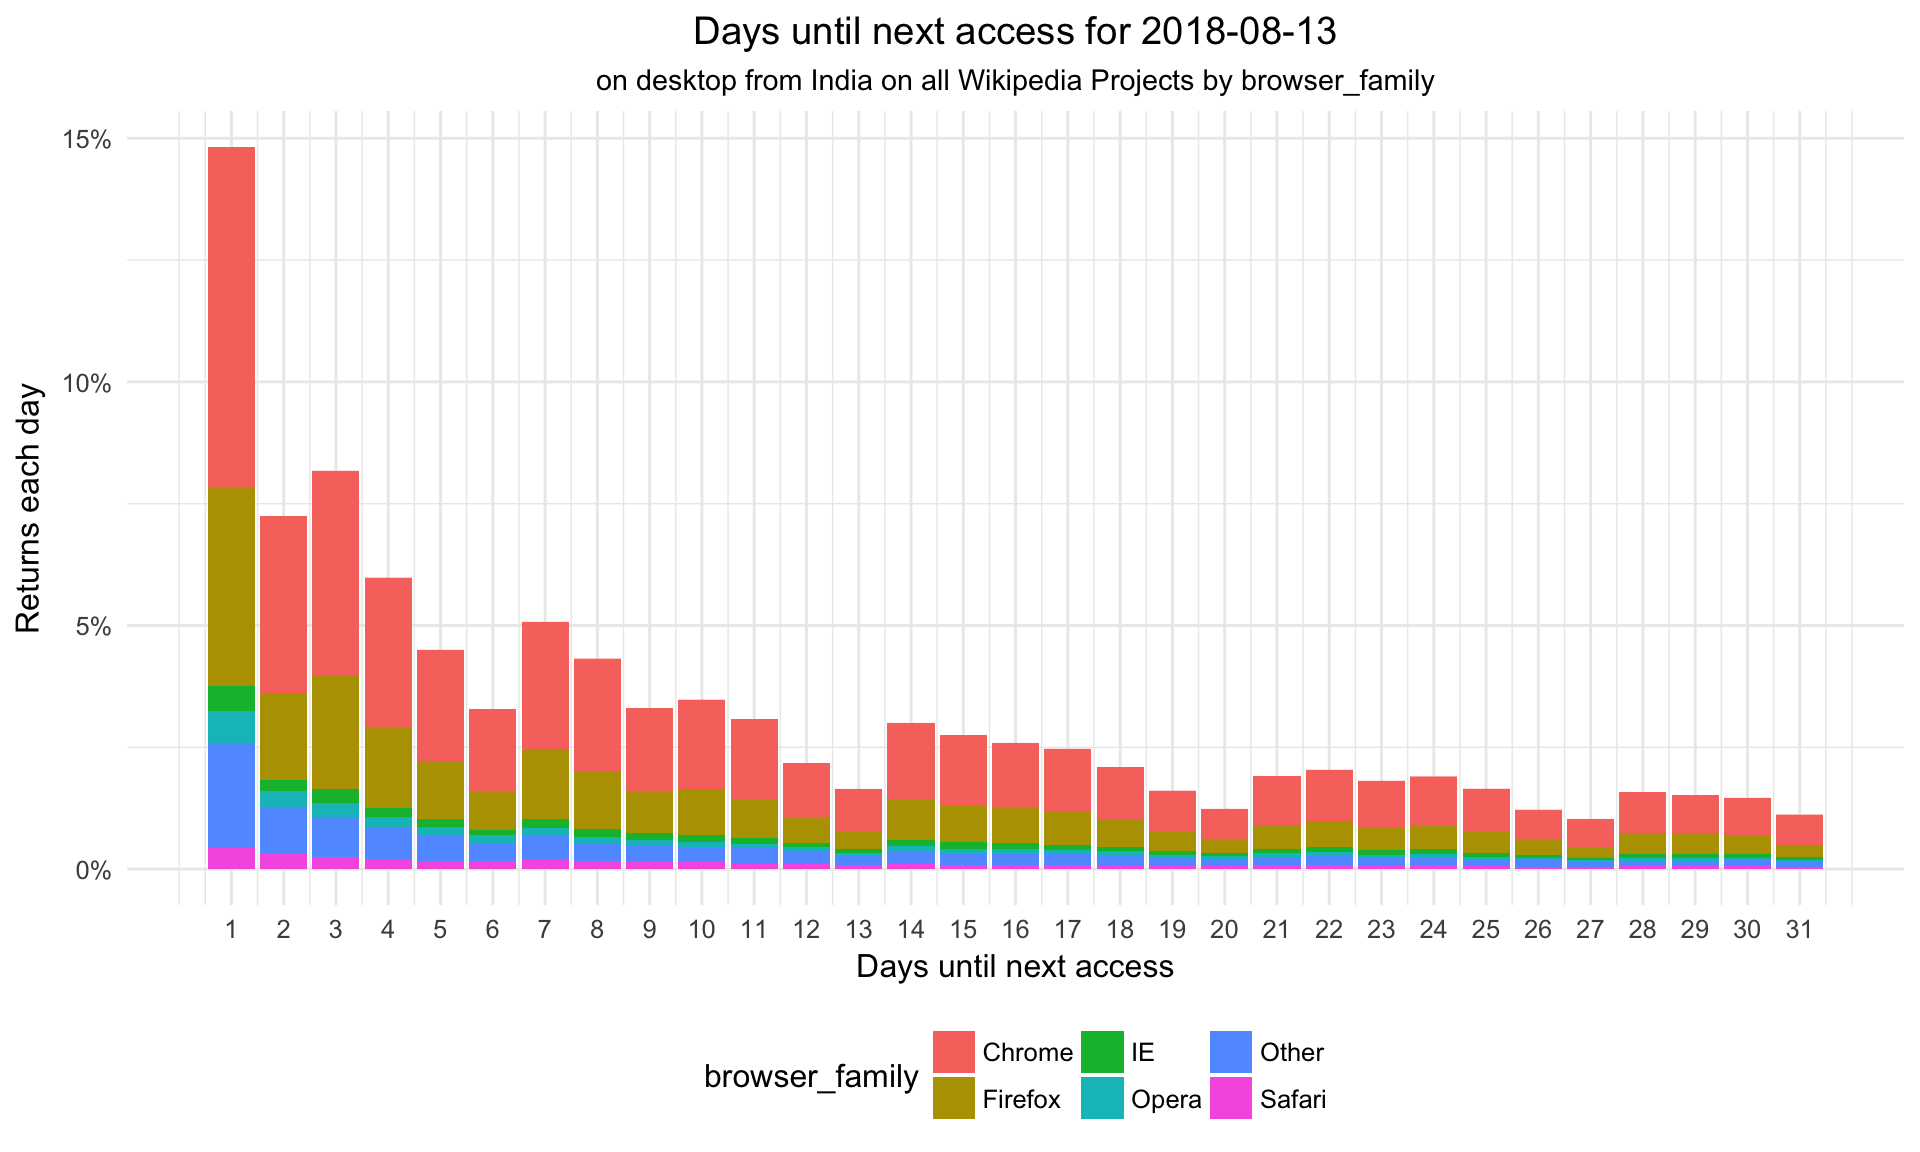 Days until next access for 2018-08-13
on desktop from India on all Wikipedia Projects by browser_family
Returns each day
15%
10%
5%
0%
1 2 3 4 5 6 7 8 9 10 11 12 13 14 15 16 17 18 19 20 21 22 23 24 25 26 27 28 29 30 31
Days until next access
browser_family
Chrome IE Other
Firefox Opera Safari